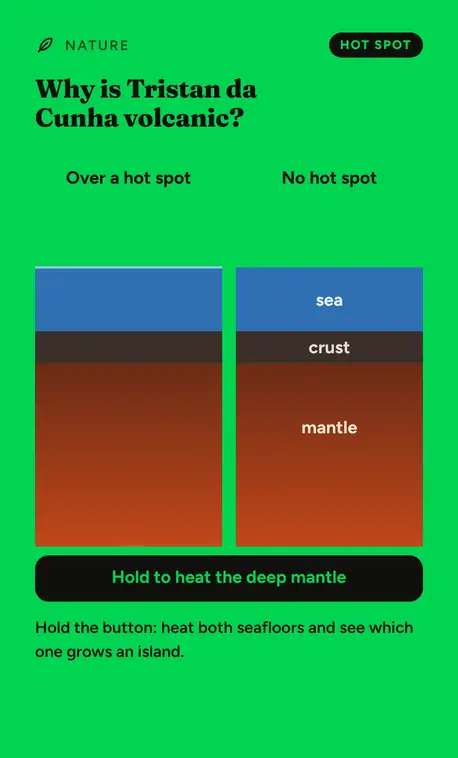 NATURE
HOT SPOT
Why is Tristan da
Cunha volcanic?
Over a hot spot
No hot spot
sea
crust
mantle
Hold to heat the deep mantle
Hold the button: heat both seafloors and see which
one grows an island.